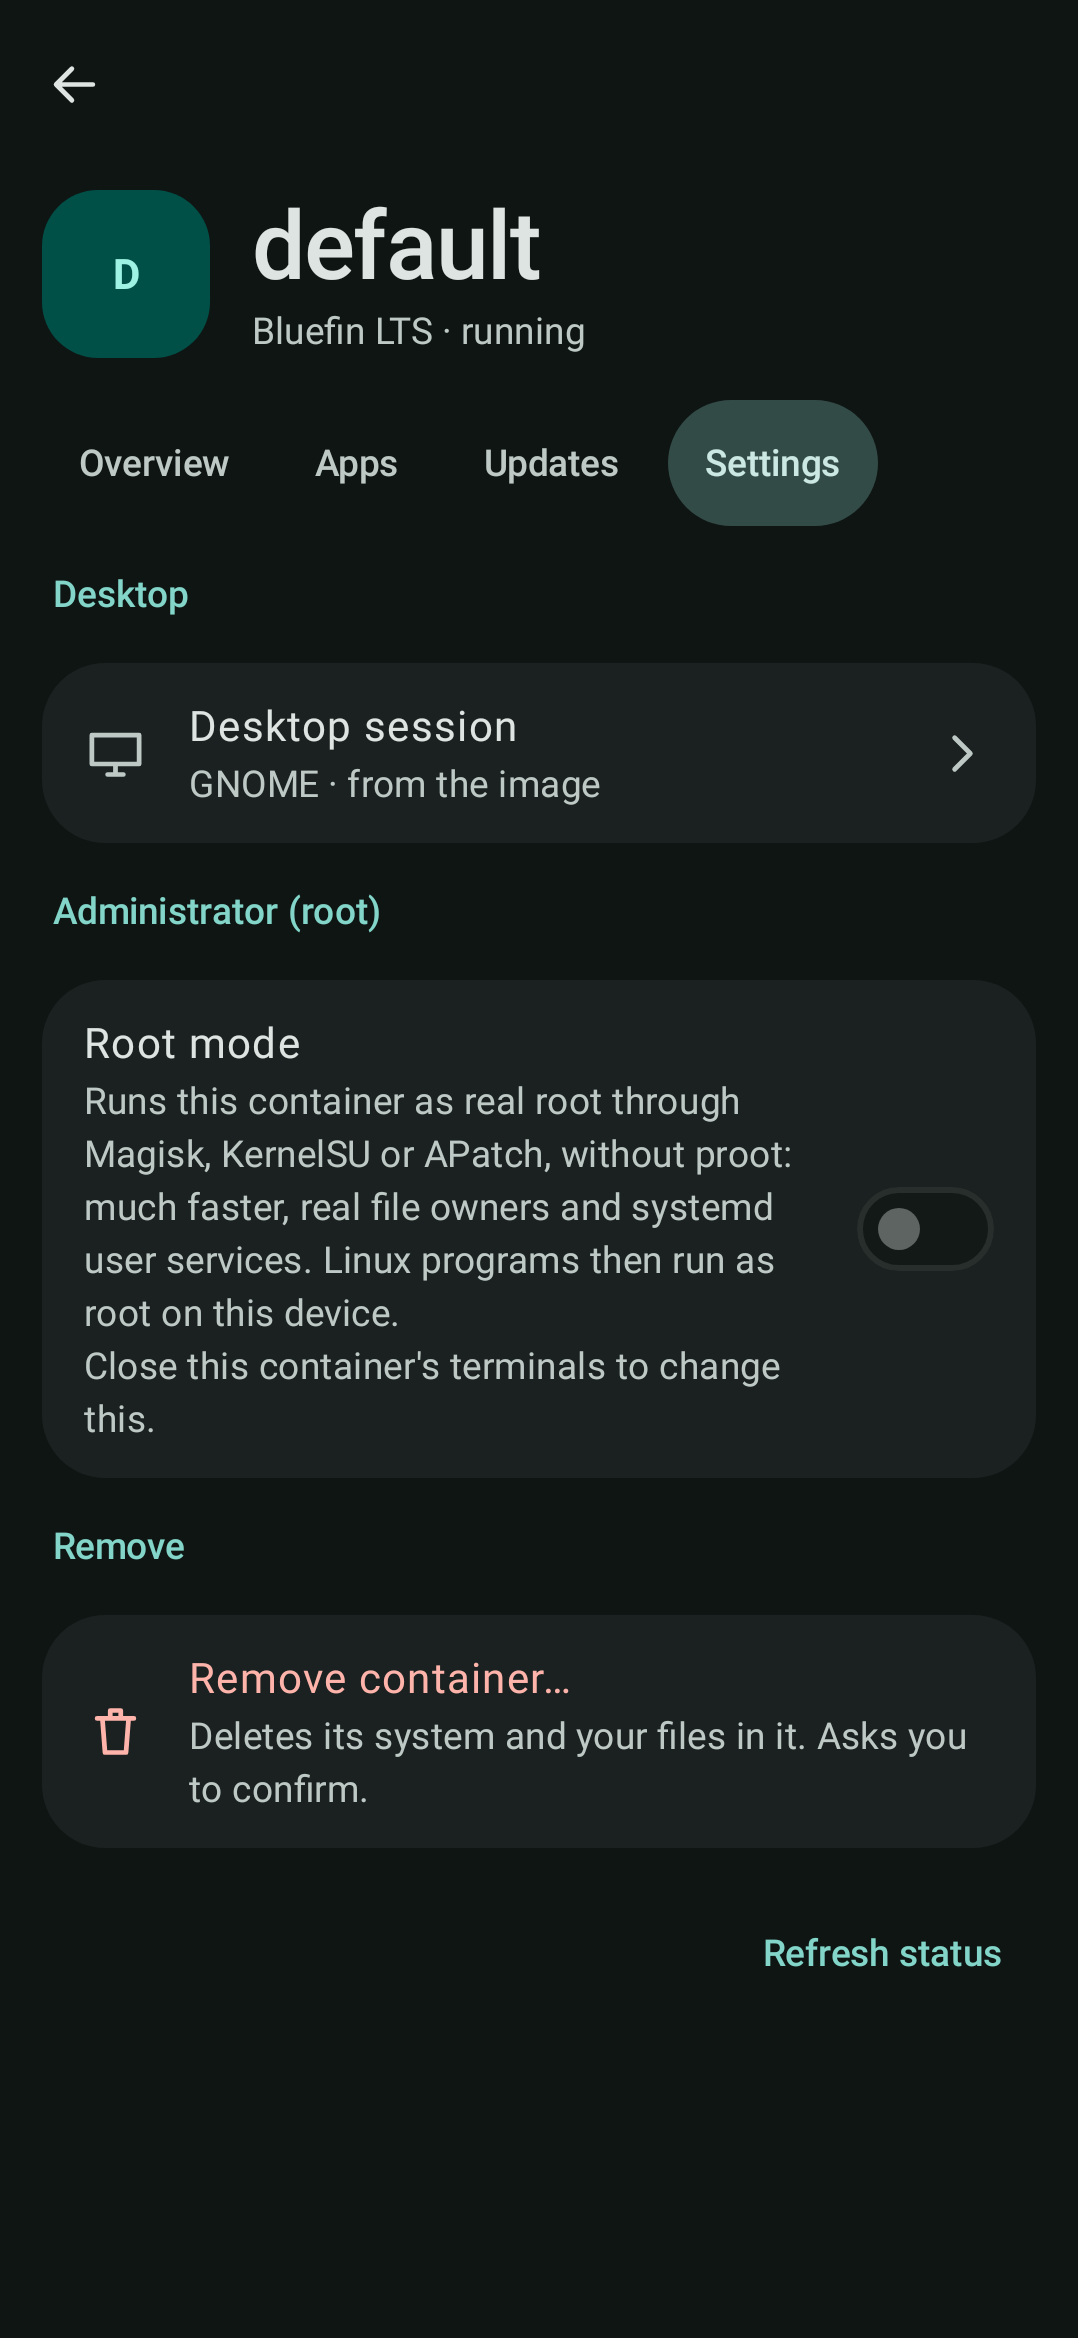 D
default
Bluefin LTS · running
Overview
Apps
Updates
Settings
Desktop
Desktop session
GNOME · from the image
Administrator (root)
Root mode
Runs this container as real root through
Magisk, KernelSU or APatch, without proot:
much faster, real file owners and systemd
user services. Linux programs then run as
root on this device.
Close this container's terminals to change
this.
Remove
Remove container…
Deletes its system and your files in it. Asks you
to confirm.
Refresh status